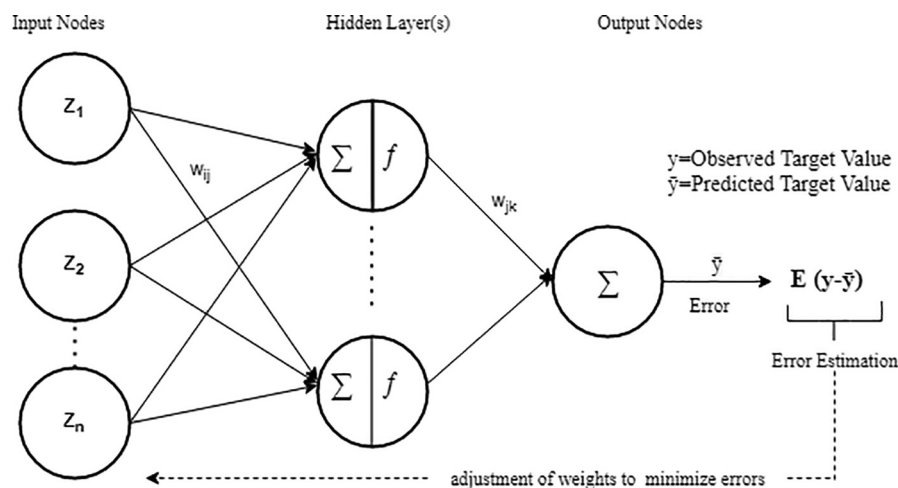 Input Nodes
Hidden Layer(s)
Output Nodes
Z1
Z2
Zn
wij
∑ f
∑ f
wjk
∑
y=Observed Target Value
ȳ=Predicted Target Value
ȳ
Error
E (y-ȳ)
Error Estimation
adjustment of weights to minimize errors